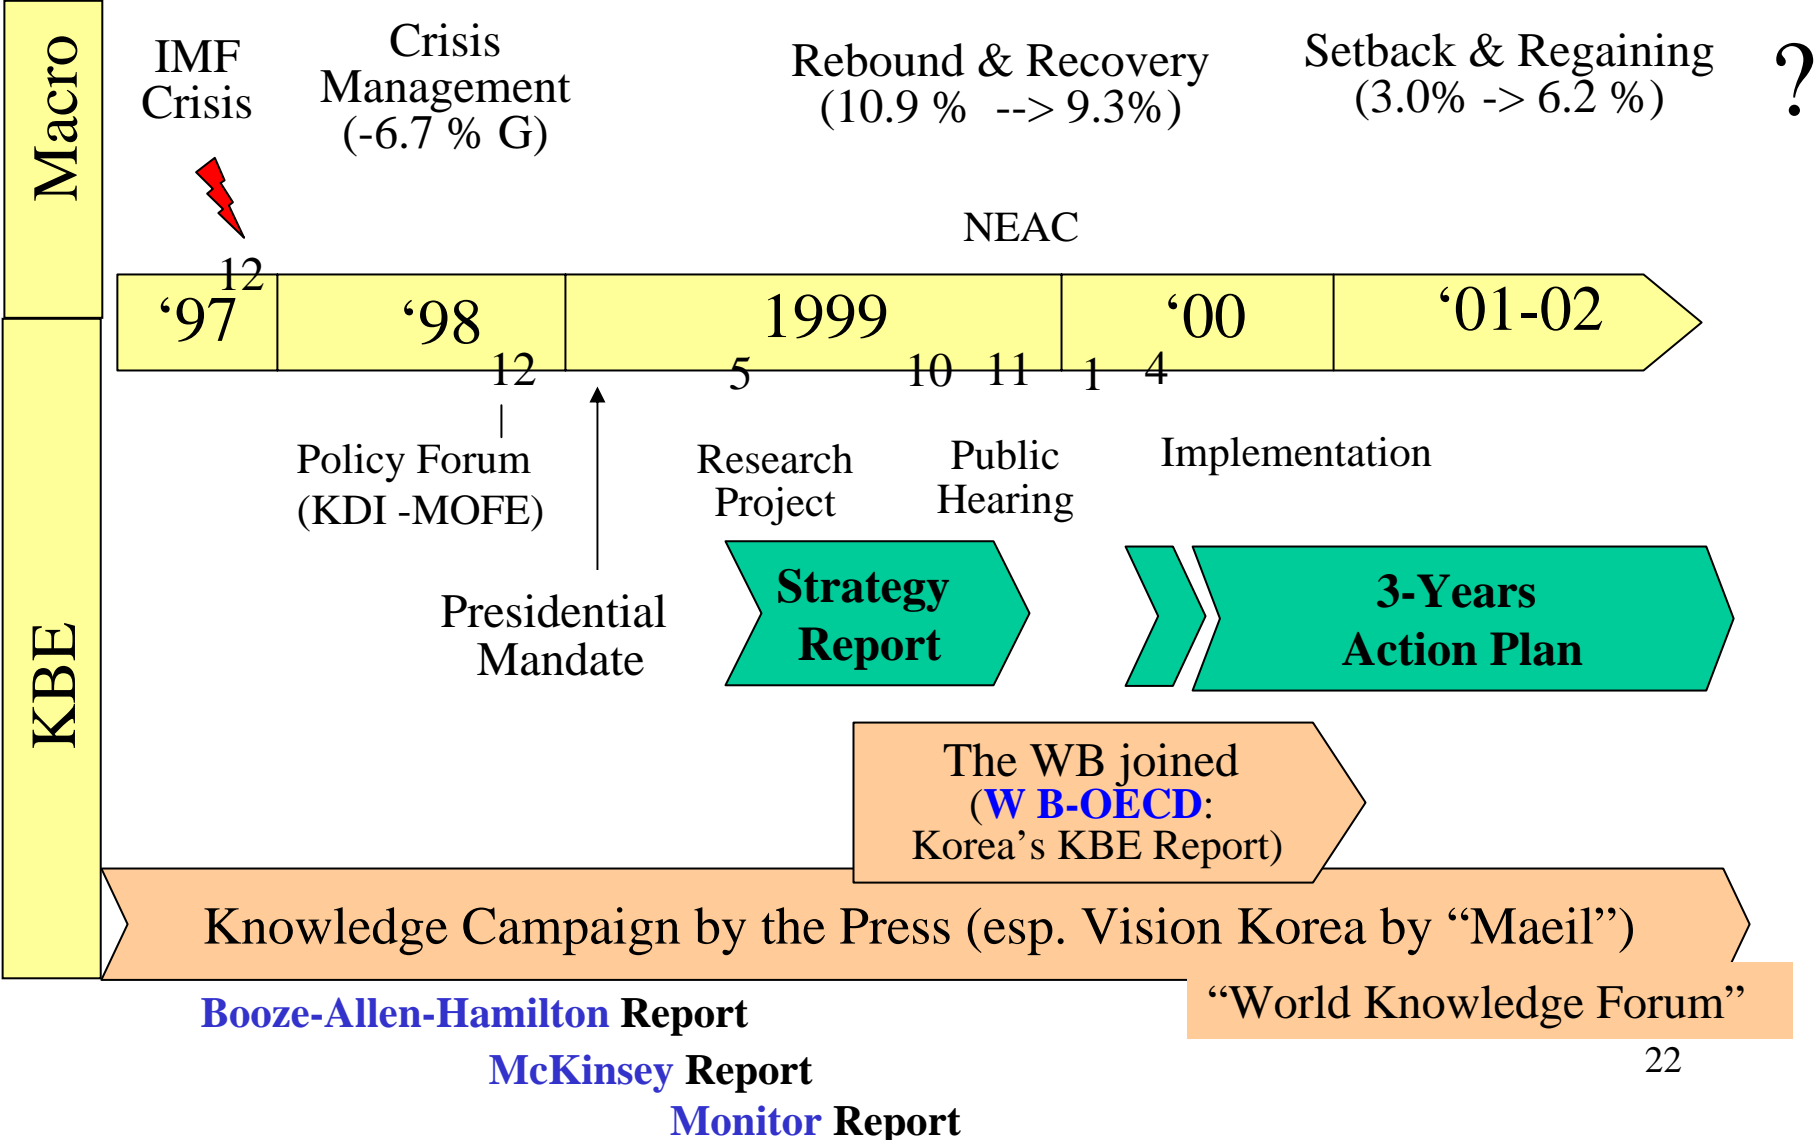 Macro
IMF
Crisis
Crisis
Management
(-6.7 % G)
Rebound & Recovery
(10.9 %  --> 9.3%)
Setback & Regaining
(3.0% -> 6.2 %)
?
NEAC
12
‘97
‘98
1999
‘00
‘01-02
12
5
10
11
1
4
KBE
Policy Forum
(KDI -MOFE)
Presidential
Mandate
Research
Project
Public
Hearing
Implementation
Strategy
Report
3-Years
Action Plan
The WB joined
(W B-OECD:
Korea’s KBE Report)
Knowledge Campaign by the Press (esp. Vision Korea by “Maeil”)
“World Knowledge Forum”
Booze-Allen-Hamilton Report
McKinsey Report
Monitor Report
22